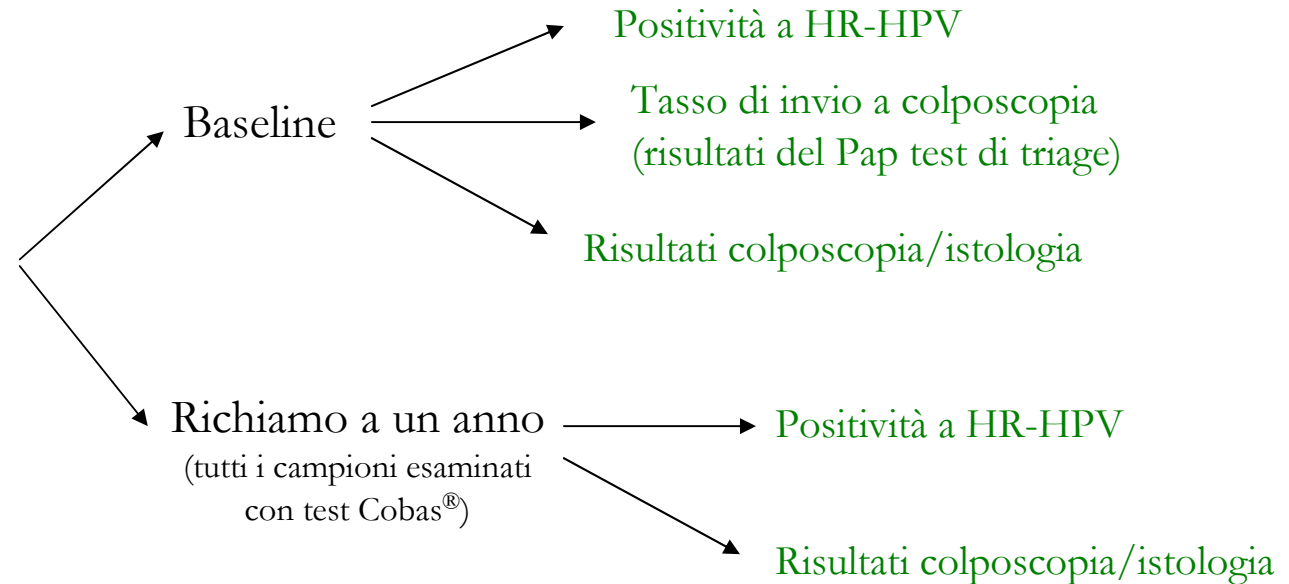 Positività a HR-HPV
Baseline
Tasso di invio a colposcopia
(risultati del Pap test di triage)
Risultati colposcopia/istologia
Richiamo a un anno
(tutti i campioni esaminati
con test Cobas®)
Positività a HR-HPV
Risultati colposcopia/istologia